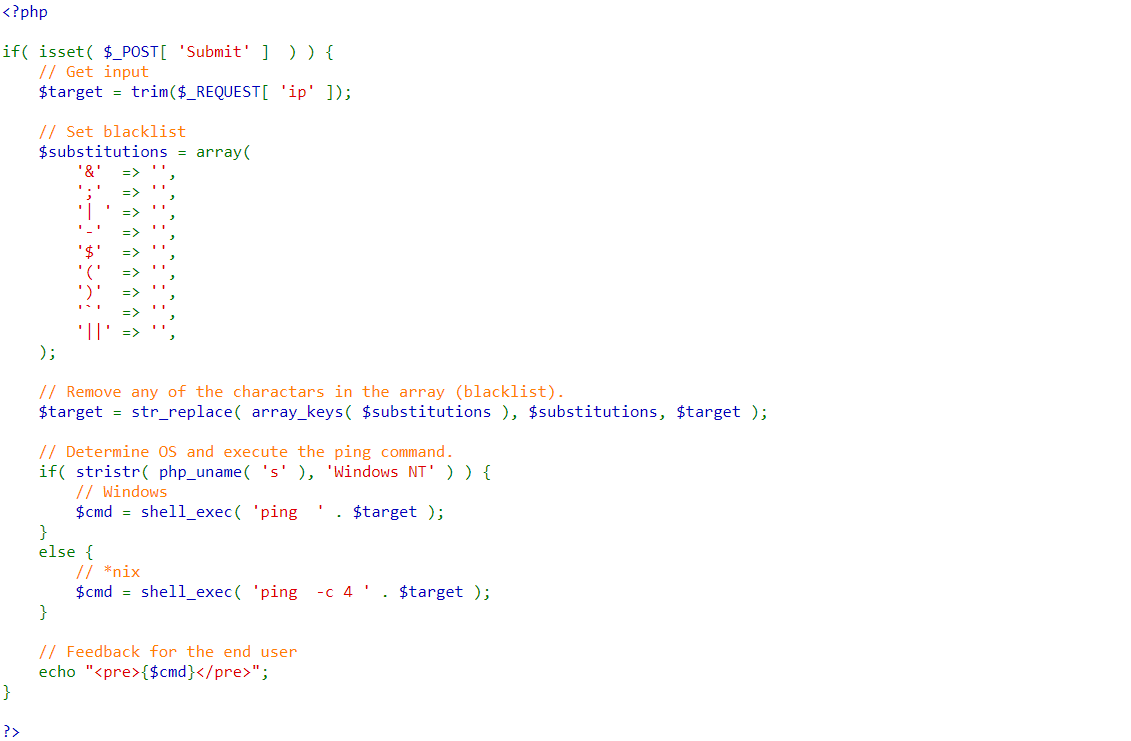 <?php

if( isset( $_POST[ 'Submit' ]  ) ) {
    // Get input
    $target = trim($_REQUEST[ 'ip' ]);

    // Set blacklist
    $substitutions = array(
        '&'  => '',
        ';'  => '',
        '| ' => '',
        '-'  => '',
        '$'  => '',
        '('  => '',
        ')'  => '',
        '`'  => '',
        '||' => '',
    );

    // Remove any of the charactars in the array (blacklist).
    $target = str_replace( array_keys( $substitutions ), $substitutions, $target );

    // Determine OS and execute the ping command.
    if( stristr( php_uname( 's' ), 'Windows NT' ) ) {
        // Windows
        $cmd = shell_exec( 'ping  ' . $target );
    }
    else {
        // *nix
        $cmd = shell_exec( 'ping  -c 4 ' . $target );
    }

    // Feedback for the end user
    echo "<pre>{$cmd}</pre>";
}

?>